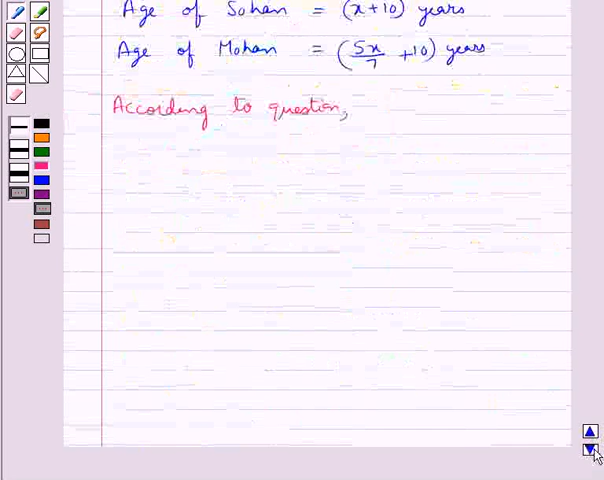 Age of Sohan = (x+10) years
Age of Mohan = (5x/7 +10) years
According to question,